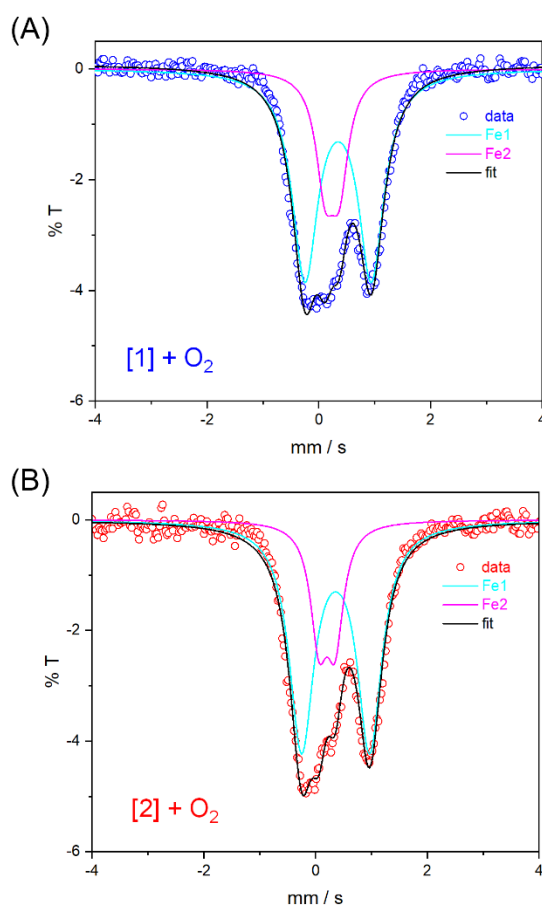 (A)
0
-2
-4
-6
% T
data
Fe1
Fe2
fit
[1] + O₂
-4 -2 0 2 4
mm / s
(B)
0
-2
-4
-6
% T
data
Fe1
Fe2
fit
[2] + O₂
-4 -2 0 2 4
mm / s